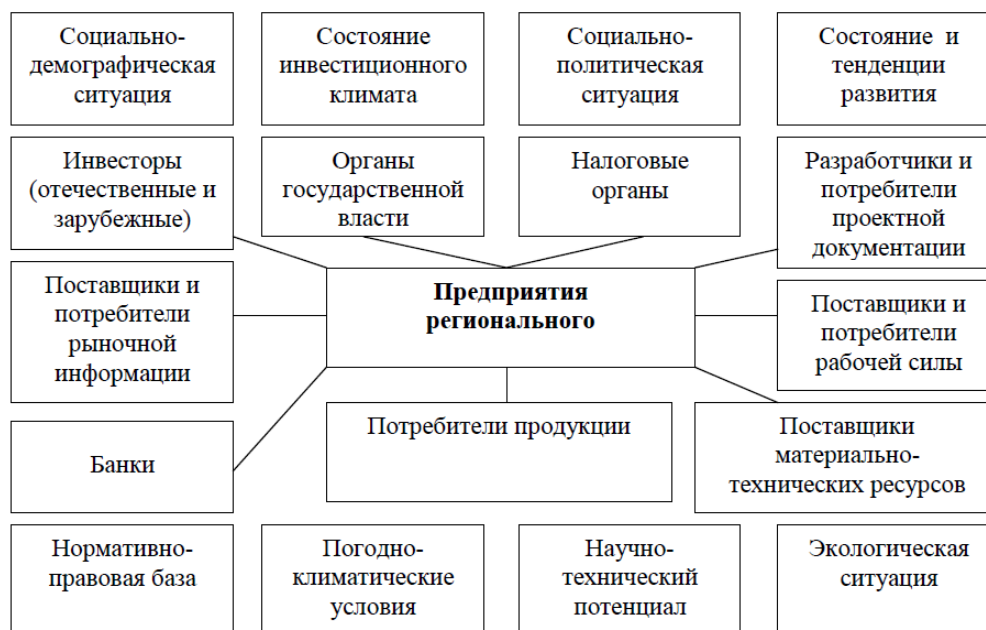 Социально-
демографическая
ситуация
Состояние
инвестиционного
климата
Социально-
политическая
ситуация
Состояние и
тенденции
развития
Инвесторы
(отечественные и
зарубежные)
Органы
государственной
власти
Налоговые
органы
Разработчики и
потребители
проектной
документации
Поставщики и
потребители
рыночной
информации
Предприятия
регионального
Поставщики и
потребители
рабочей силы
Банки
Потребители продукции
Поставщики
материально-
технических ресурсов
Нормативно-
правовая база
Погодно-
климатические
условия
Научно-
технический
потенциал
Экологическая
ситуация